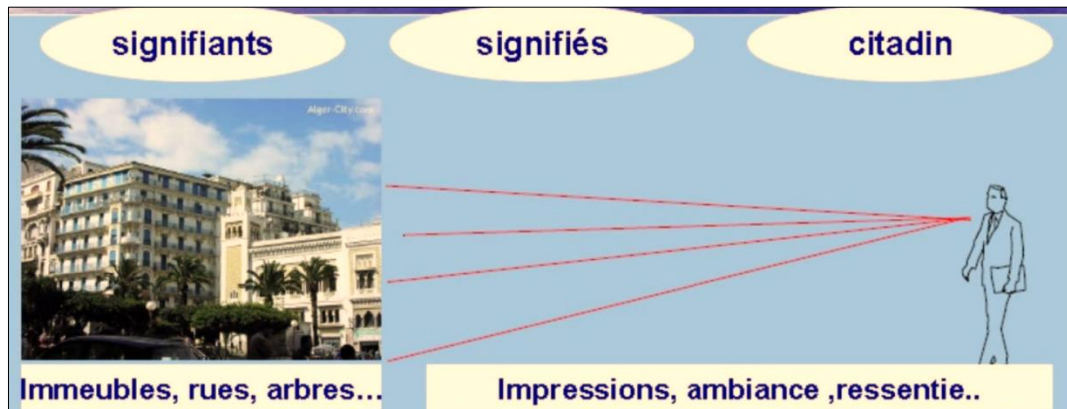 signifiants
signifiés
citadin
Alger-City.com
Immeubles, rues, arbres...
Impressions, ambiance ,ressentie..